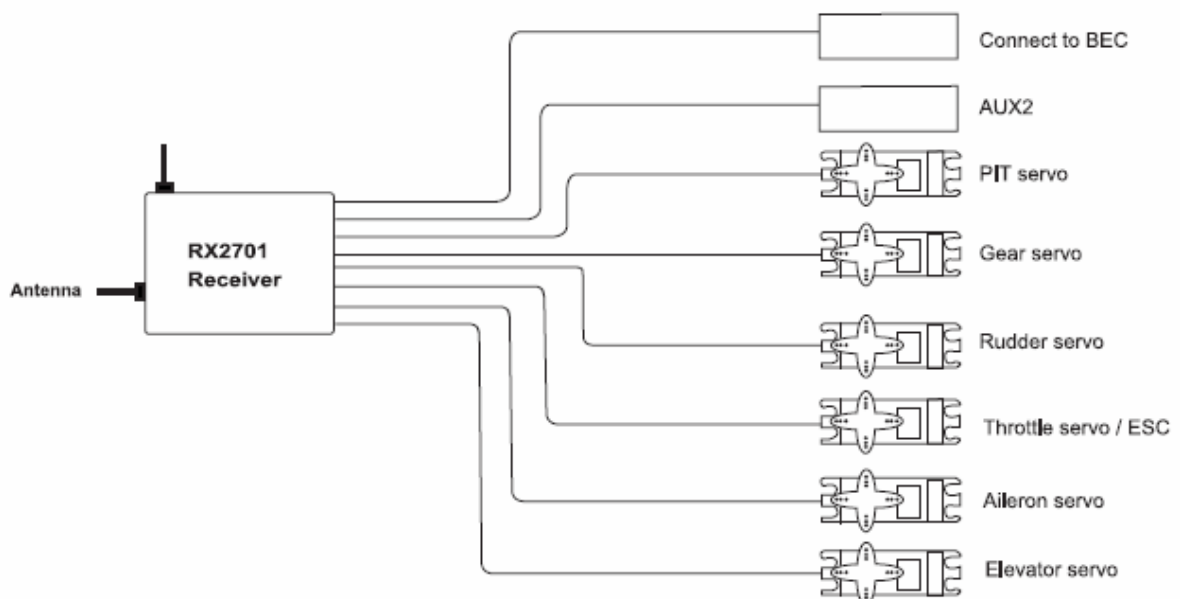 Connect to BEC
AUX2
PIT servo
RX2701
Receiver
Gear servo
Antenna
Rudder servo
Throttle servo / ESC
Aileron servo
Elevator servo